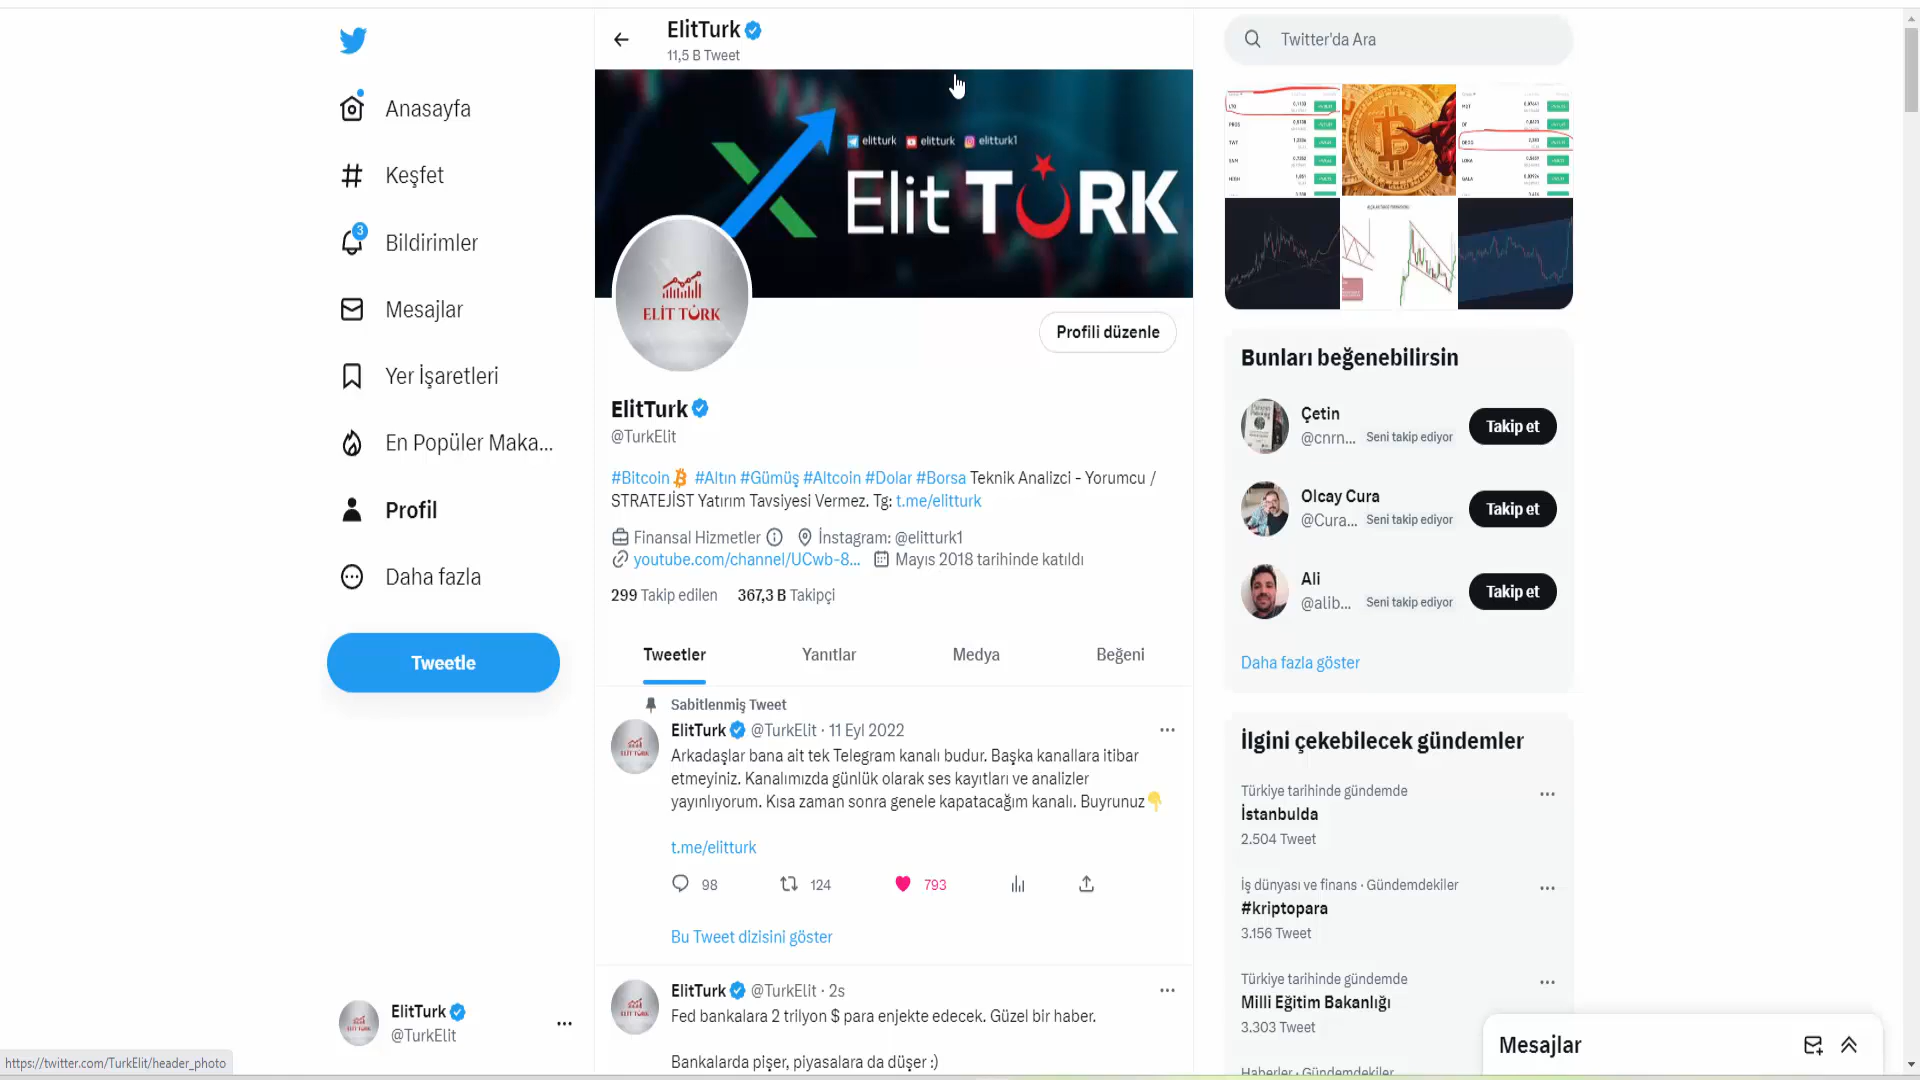 Anasayfa
Keşfet
3
Bildirimler
Mesajlar
Yer İşaretleri
En Popüler Maka...
Profil
Daha fazla
Tweetle
ElitTurk
@TurkElit
https://twitter.com/TurkElit/header_photo
ElitTurk
11,5 B Tweet
elitturk elitturk elitturk1
Elit TÜRK
ELİT TÜRK
Profili düzenle
ElitTurk
@TurkElit
#Bitcoin #Altın #Gümüş #Altcoin #Dolar #Borsa Teknik Analizci - Yorumcu /
STRATEJİST Yatırım Tavsiyesi Vermez. Tg: t.me/elitturk
Finansal Hizmetler İnstagram: @elitturk1
youtube.com/channel/UCwb-8... Mayıs 2018 tarihinde katıldı
299 Takip edilen 367,3 B Takipçi
Tweetler Yanıtlar Medya Beğeni
Sabitlenmiş Tweet
ElitTurk @TurkElit · 11 Eyl 2022
Arkadaşlar bana ait tek Telegram kanalı budur. Başka kanallara itibar
etmeyiniz. Kanalımızda günlük olarak ses kayıtları ve analizler
yayınlıyorum. Kısa zaman sonra genele kapatacağım kanalı. Buyrunuz👇
t.me/elitturk
98 124 793
Bu Tweet dizisini göster
ElitTurk @TurkElit · 2s
Fed bankalara 2 trilyon $ para enjekte edecek. Güzel bir haber.
Bankalarda pişer, piyasalara da düşer :)
Twitter'da Ara
Bunları beğenebilirsin
Çetin
@cnrn... Seni takip ediyor
Takip et
Olcay Cura
@Cura... Seni takip ediyor
Takip et
Ali
@alib... Seni takip ediyor
Takip et
Daha fazla göster
İlgini çekebilecek gündemler
Türkiye tarihinde gündemde
İstanbulda
2.504 Tweet
İş dünyası ve finans · Gündemdekiler
#kriptopara
3.156 Tweet
Türkiye tarihinde gündemde
Milli Eğitim Bakanlığı
3.303 Tweet
Haberler · Gündemdekiler
Mesajlar